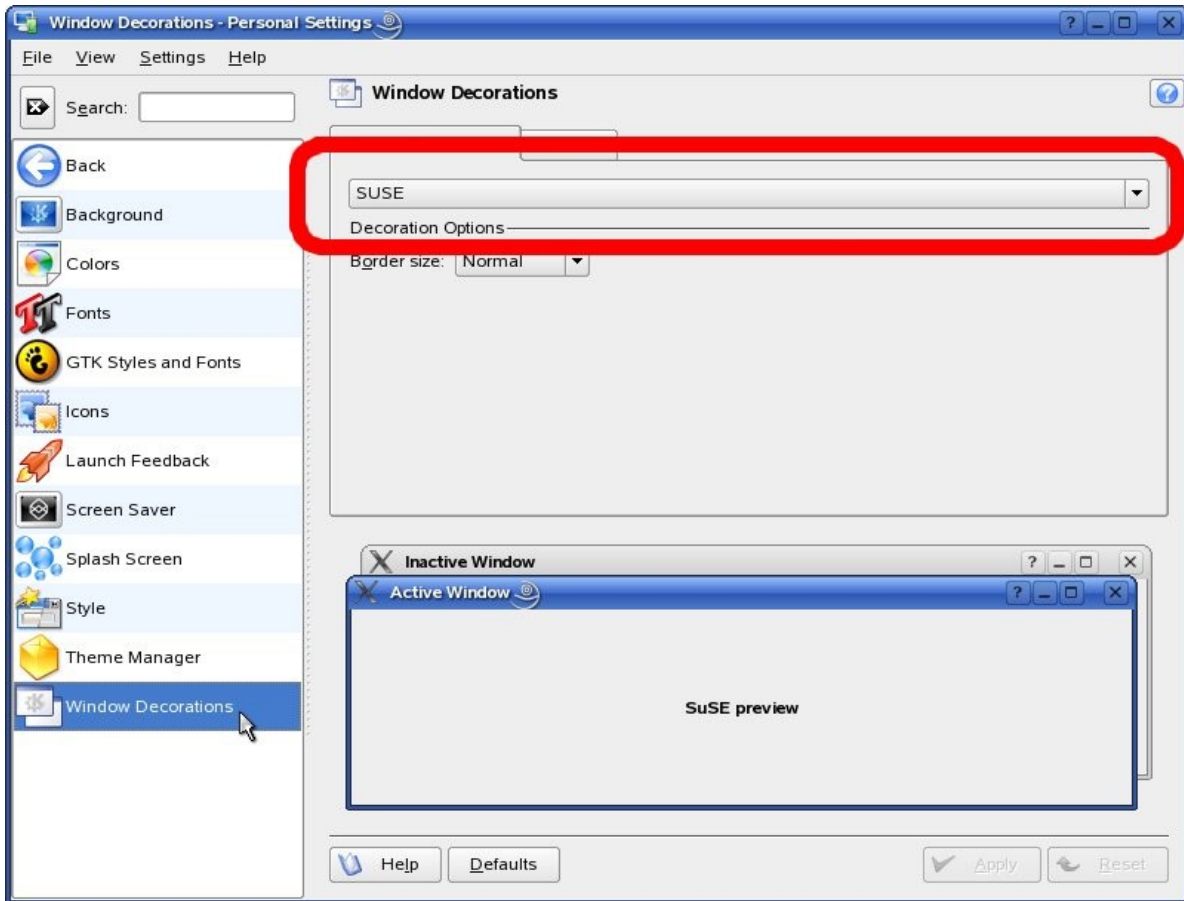 Window Decorations - Personal Settings
File View Settings Help
Search:
Back
Background
Colors
Fonts
GTK Styles and Fonts
Icons
Launch Feedback
Screen Saver
Splash Screen
Style
Theme Manager
Window Decorations
Window Decorations
SUSE
Decoration Options
Border size: Normal
Inactive Window
Active Window
SuSE preview
Help Defaults Apply Reset